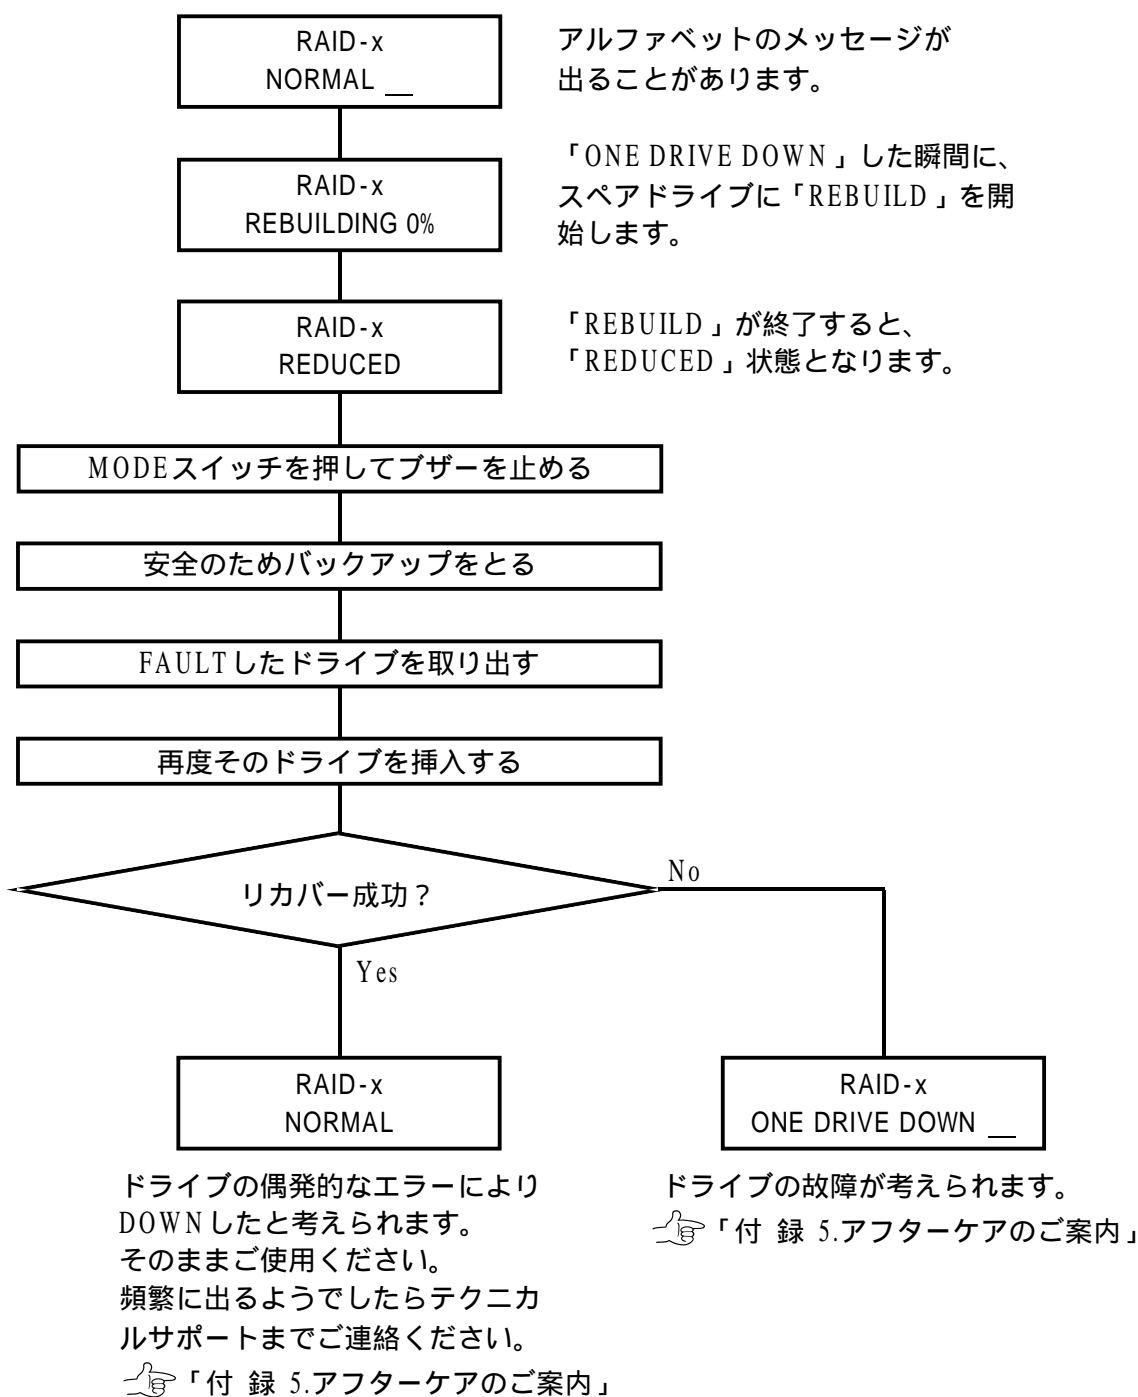 RAID-x
NORMAL __
アルファベットのメッセージが
出ることがあります。
RAID-x
REBUILDING 0%
「ONE DRIVE DOWN」した瞬間に、
スペアドライブに「REBUILD」を開
始します。
RAID-x
REDUCED
「REBUILD」が終了すると、
「REDUCED」状態となります。
MODEスイッチを押してブザーを止める
安全のためバックアップをとる
FAULTしたドライブを取り出す
再度そのドライブを挿入する
リカバー成功？
No
Yes
RAID-x
NORMAL
ドライブの偶発的なエラーにより
DOWNしたと考えられます。
そのままご使用ください。
頻繁に出るようでしたらテクニカ
ルサポートまでご連絡ください。
「付 録 5.アフターケアのご案内」
RAID-x
ONE DRIVE DOWN __
ドライブの故障が考えられます。
「付 録 5.アフターケアのご案内」